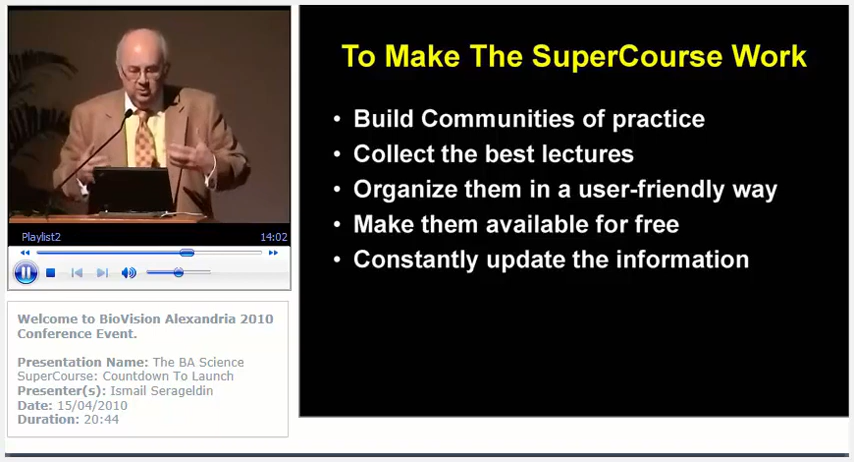 To Make The SuperCourse Work
• Build Communities of practice
• Collect the best lectures
• Organize them in a user-friendly way
• Make them available for free
• Constantly update the information
Playlist2
14:02
Welcome to BioVision Alexandria 2010
Conference Event.
Presentation Name: The BA Science
SuperCourse: Countdown To Launch
Presenter(s): Ismail Serageldin
Date: 15/04/2010
Duration: 20:44